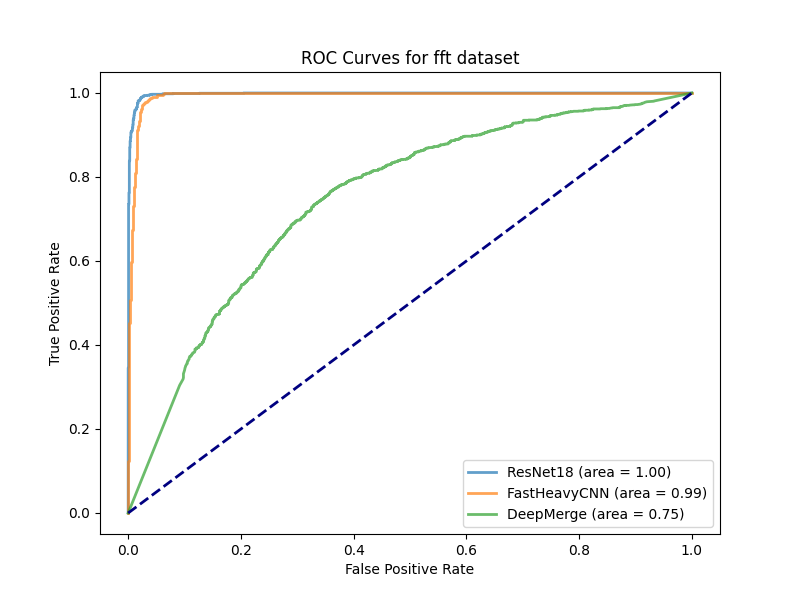 ROC Curves for fft dataset
1.0
0.8
0.6
0.4
0.2
0.0
True Positive Rate
ResNet18 (area = 1.00)
FastHeavyCNN (area = 0.99)
DeepMerge (area = 0.75)
0.0 0.2 0.4 0.6 0.8 1.0
False Positive Rate